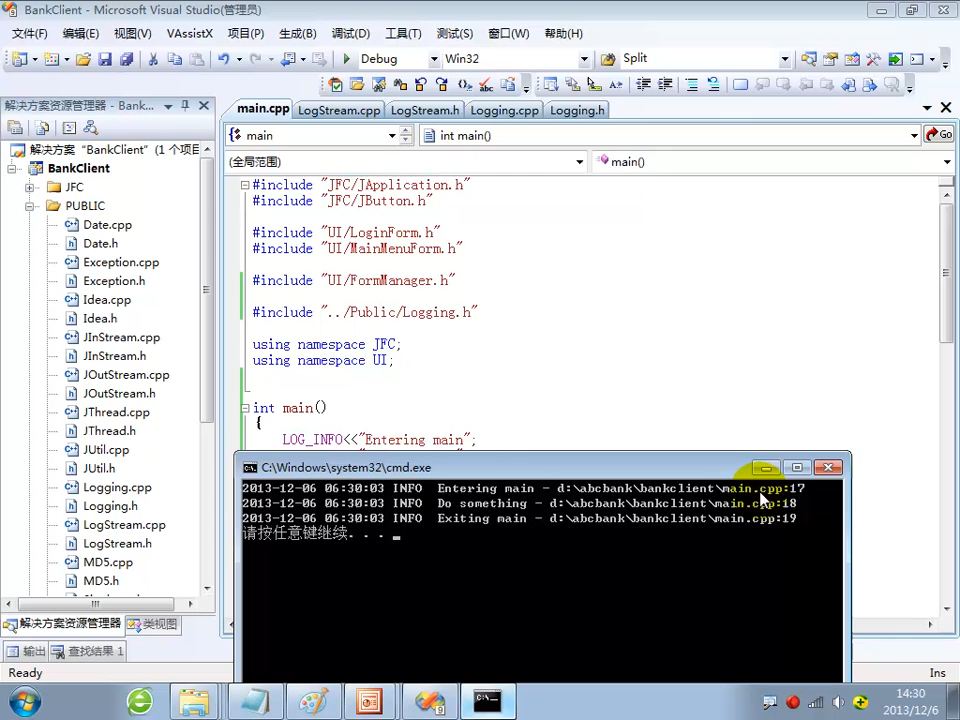 BankClient - Microsoft Visual Studio(管理员)
文件(F) 编辑(E) 视图(V) VAssistX 项目(P) 生成(B) 调试(D) 工具(T) 测试(S) 窗口(W) 帮助(H)
Debug Win32 Split
解决方案资源管理器 - Bank...
main.cpp LogStream.cpp LogStream.h Logging.cpp Logging.h
main int main() Go
(全局范围) main()
解决方案 "BankClient" (1 个项目
BankClient
JFC
PUBLIC
Date.cpp
Date.h
Exception.cpp
Exception.h
Idea.cpp
Idea.h
JInStream.cpp
JInStream.h
JOutStream.cpp
JOutStream.h
JThread.cpp
JThread.h
JUtil.cpp
JUtil.h
Logging.cpp
Logging.h
LogStream.cpp
LogStream.h
MD5.cpp
MD5.h
#include "JFC/JApplication.h"
#include "JFC/JButton.h"
#include "UI/LoginForm.h"
#include "UI/MainMenuForm.h"
#include "UI/FormManager.h"
#include "../Public/Logging.h"
using namespace JFC;
using namespace UI;
int main()
{
LOG_INFO<<"Entering main";
C:\Windows\system32\cmd.exe
2013-12-06 06:30:03 INFO Entering main - d:\abcbank\bankclient\main.cpp:17
2013-12-06 06:30:03 INFO Do something - d:\abcbank\bankclient\main.cpp:18
2013-12-06 06:30:03 INFO Exiting main - d:\abcbank\bankclient\main.cpp:19
请按任意键继续. . .
解决方案资源管理器 类视图
输出 查找结果 1
Ready Ins
14:30
2013/12/6